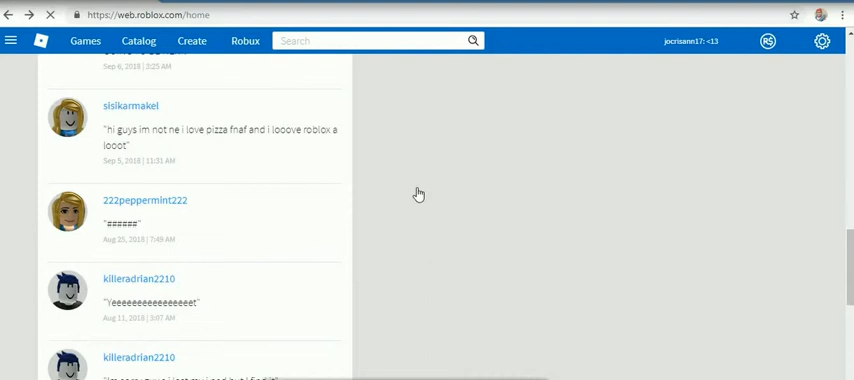 https://web.roblox.com/home
Games Catalog Create Robux Search jocrisann17: <13 R$
Sep 6, 2018 | 3:25 AM
sisikarmakel
"hi guys im not ne i love pizza fnaf and i looove roblox a
looot"
Sep 5, 2018 | 11:31 AM
222peppermint222
"######"
Aug 25, 2018 | 7:49 AM
killeradrian2210
"Yeeeeeeeeeeeeeeet"
Aug 11, 2018 | 3:07 AM
killeradrian2210